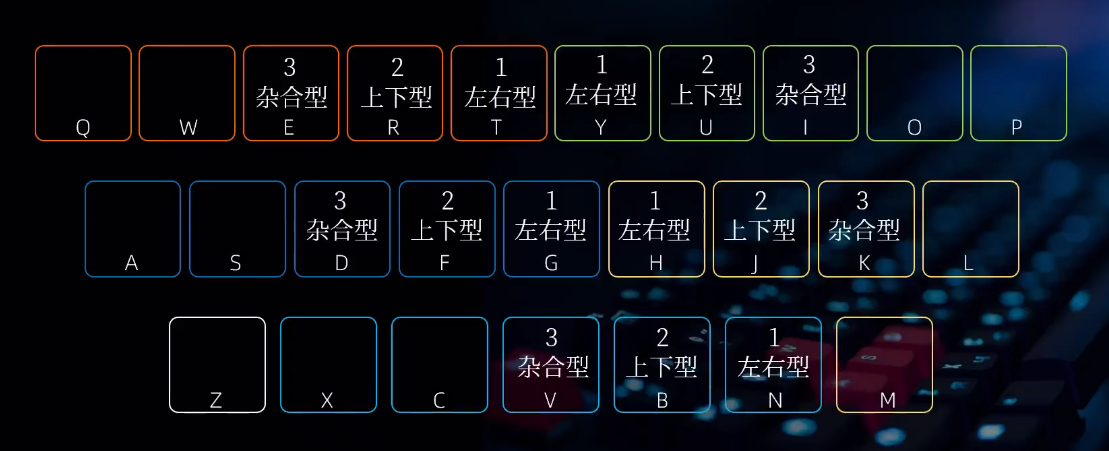 3 2 1 1 2 3
杂合型 上下型 左右型 左右型 上下型 杂合型
Q W E R T Y U I O P
3 2 1 1 2 3
杂合型 上下型 左右型 左右型 上下型 杂合型
A S D F G H J K L
3 2 1
杂合型 上下型 左右型
Z X C V B N M